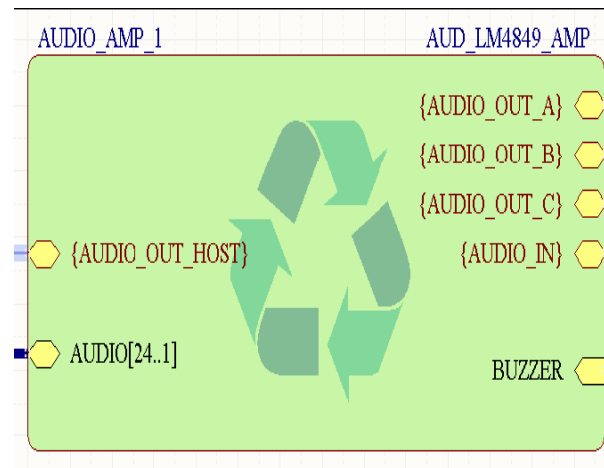 AUDIO_AMP_1 AUD_LM4849_AMP
{AUDIO_OUT_A}
{AUDIO_OUT_B}
{AUDIO_OUT_C}
{AUDIO_OUT_HOST} {AUDIO_IN}
AUDIO[24..1]
BUZZER